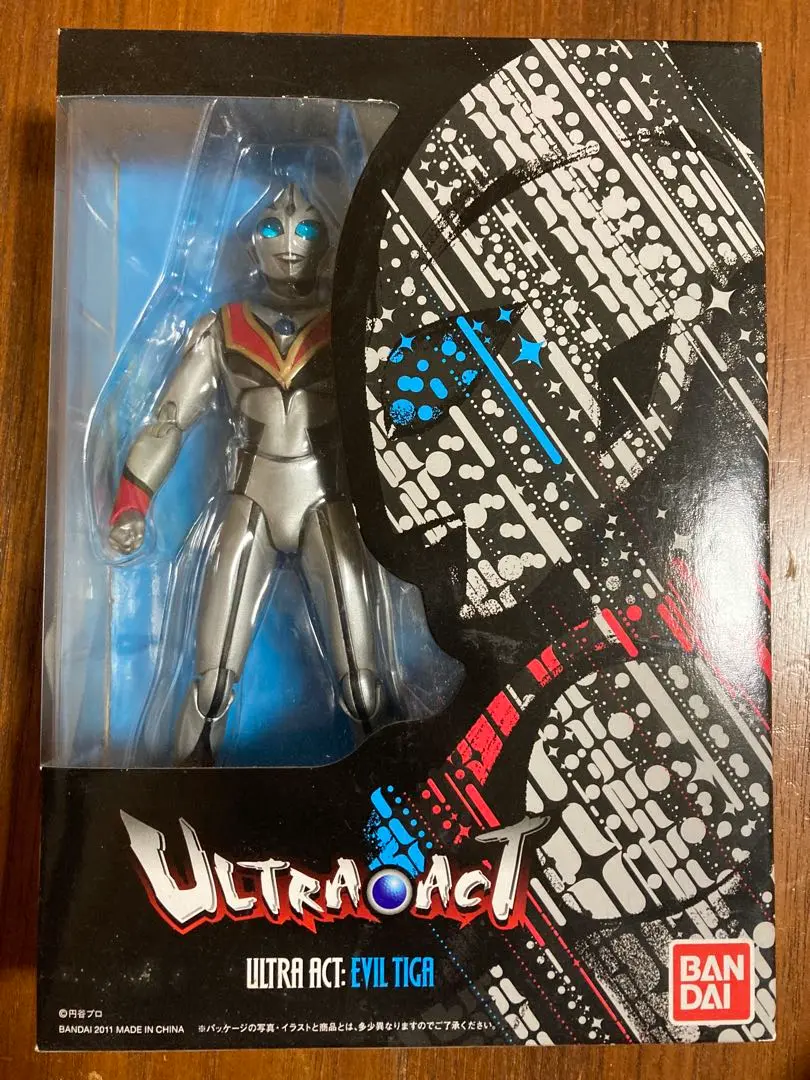 ULTRA ACT
ULTRA ACT: EVIL TIGA
©円谷プロ
BANDAI 2011 MADE IN CHINA ※パッケージの写真・イラストと商品とは、多少異なりますのでご了承ください。
BAN
DAI